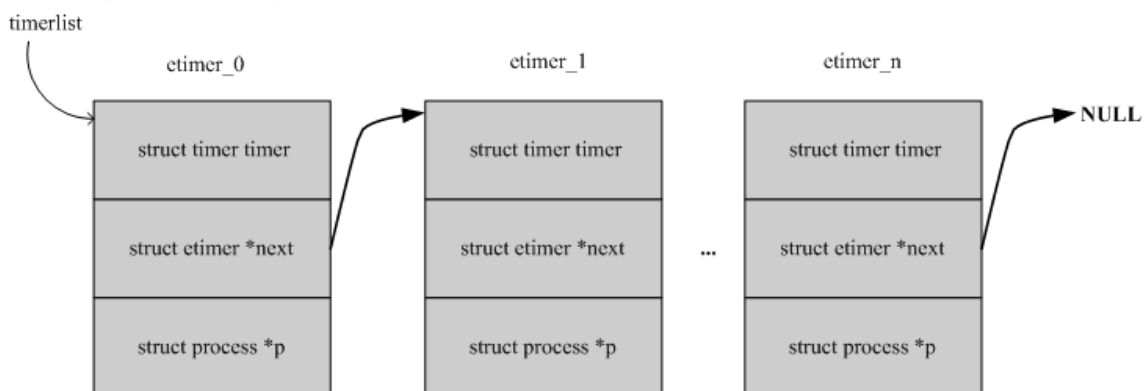 timerlist
etimer_0 etimer_1 etimer_n
NULL
struct timer timer struct timer timer struct timer timer
struct etimer *next struct etimer *next ... struct etimer *next
struct process *p struct process *p struct process *p